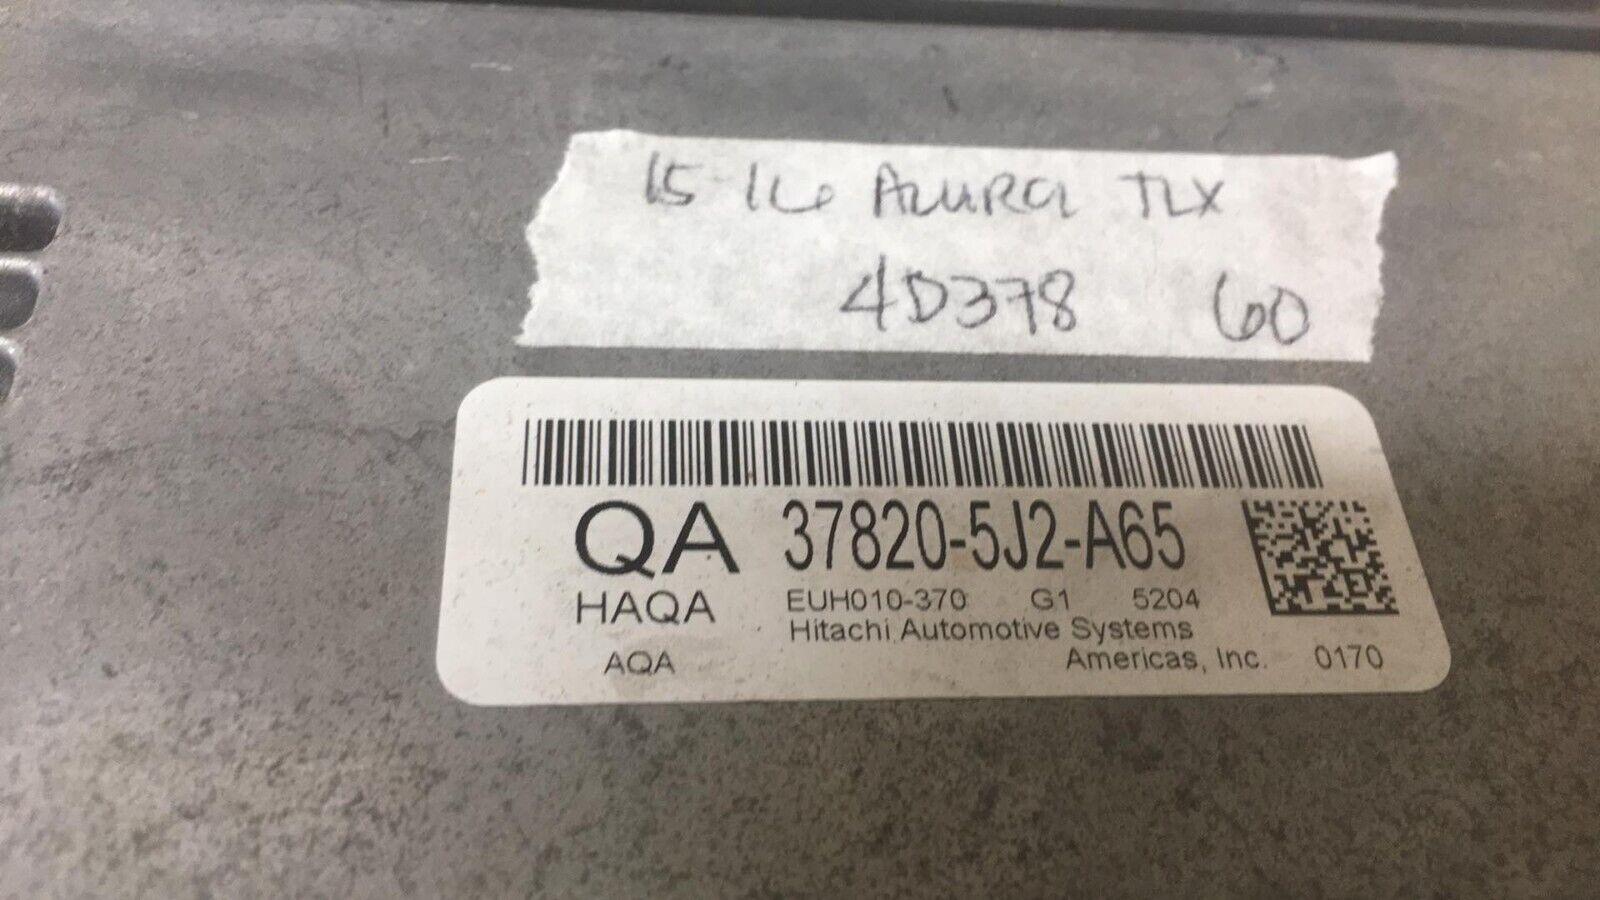 15 16 Acura TLX
4D378 60
QA 37820-5J2-A65
HAQA EUH010-370 G1 5204
Hitachi Automotive Systems
AQA Americas, Inc. 0170